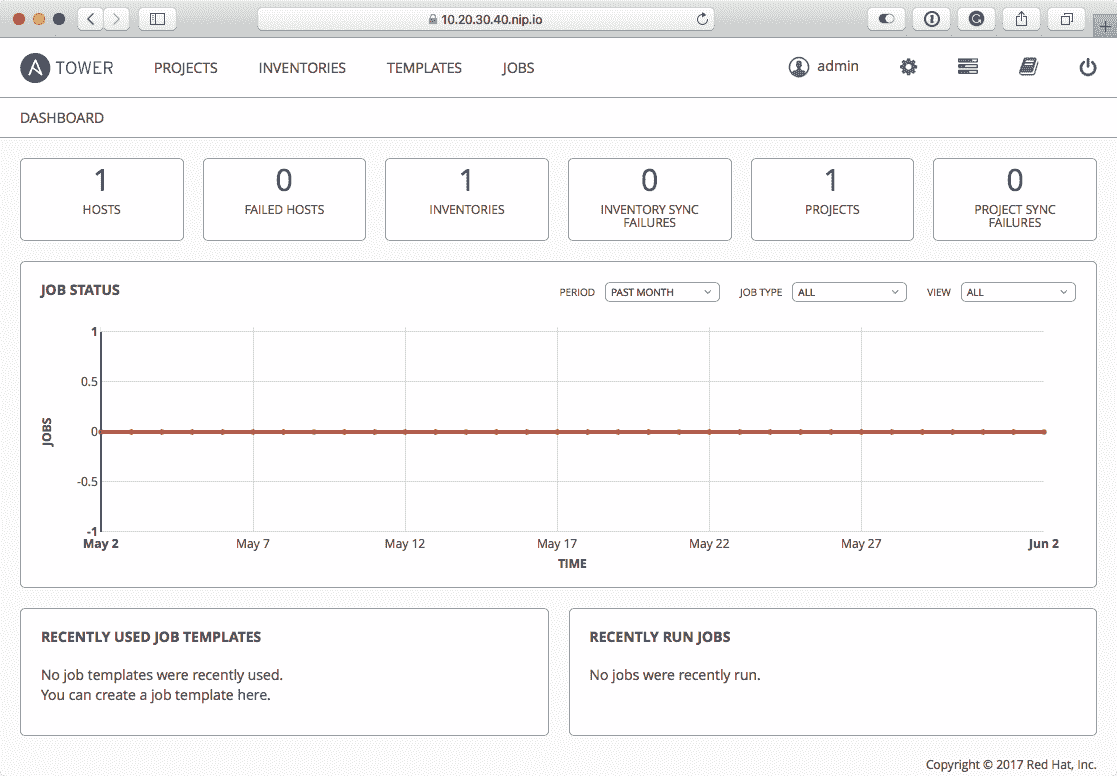 10.20.30.40.nip.io
A TOWER PROJECTS INVENTORIES TEMPLATES JOBS admin
DASHBOARD
1 0 1 0 1 0
HOSTS FAILED HOSTS INVENTORIES INVENTORY SYNC PROJECTS PROJECT SYNC
FAILURES FAILURES
JOB STATUS PERIOD PAST MONTH JOB TYPE ALL VIEW ALL
1
0.5
0
-0.5
-1
JOBS
May 2 May 7 May 12 May 17 May 22 May 27 Jun 2
TIME
RECENTLY USED JOB TEMPLATES
No job templates were recently used.
You can create a job template here.
RECENTLY RUN JOBS
No jobs were recently run.
Copyright © 2017 Red Hat, Inc.